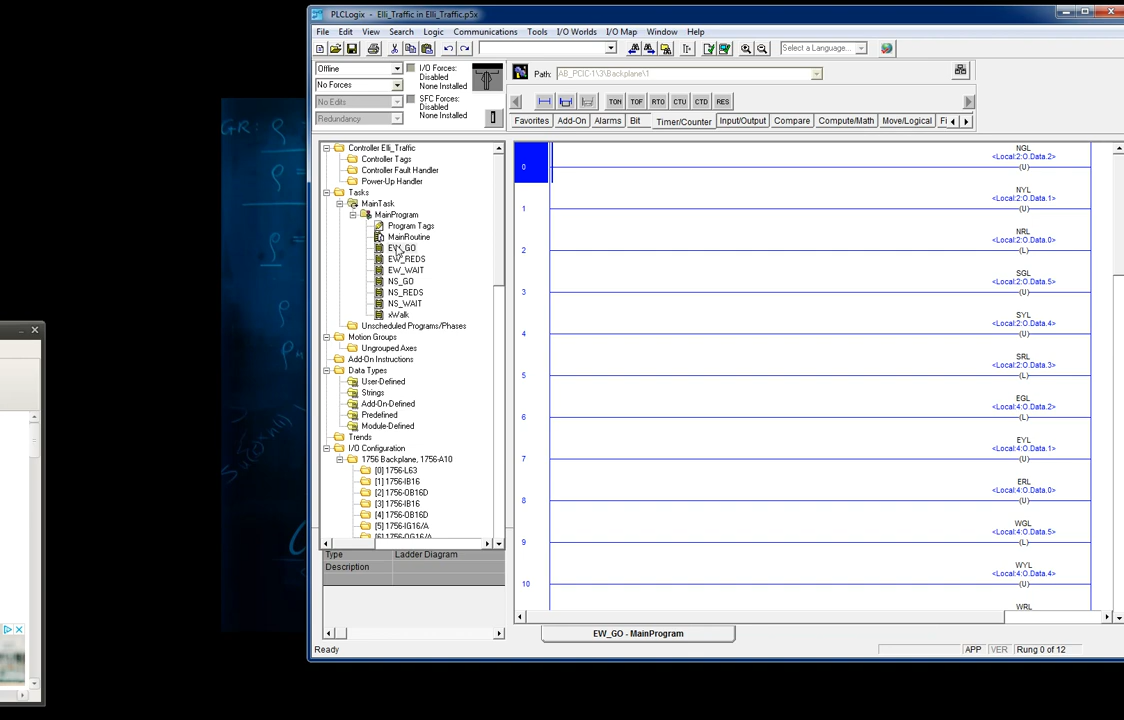 PLCLogix - Elli_Traffic in Elli_Traffic.p5x
File Edit View Search Logic Communications Tools I/O Worlds I/O Map Window Help
Select a Language...
Offline
No Forces
No Edits
Redundancy
I/O Forces:
Disabled
None Installed
SFC Forces:
Disabled
None Installed
Path: AB_PCIC-1\3\Backplane\1
TON TOF RTO CTU CTD RES
Favorites Add-On Alarms Bit Timer/Counter Input/Output Compare Compute/Math Move/Logical Fi
Controller Elli_Traffic
Controller Tags
Controller Fault Handler
Power-Up Handler
Tasks
MainTask
MainProgram
Program Tags
MainRoutine
EW_GO
EW_REDS
EW_WAIT
NS_GO
NS_REDS
NS_WAIT
xWalk
Unscheduled Programs/Phases
Motion Groups
Ungrouped Axes
Add-On Instructions
Data Types
User-Defined
Strings
Add-On-Defined
Predefined
Module-Defined
Trends
I/O Configuration
1756 Backplane, 1756-A10
[0] 1756-L63
[1] 1756-IB16
[2] 1756-OB16D
[3] 1756-IB16
[4] 1756-OB16D
[5] 1756-IG16/A
[6] 1756-OG16/A
Type Ladder Diagram
Description
NGL
<Local:2:O.Data.2>
0 (U)
NYL
<Local:2:O.Data.1>
1 (U)
NRL
<Local:2:O.Data.0>
2 (L)
SGL
<Local:2:O.Data.5>
3 (U)
SYL
<Local:2:O.Data.4>
4 (U)
SRL
<Local:2:O.Data.3>
5 (L)
EGL
<Local:4:O.Data.2>
6 (L)
EYL
<Local:4:O.Data.1>
7 (U)
ERL
<Local:4:O.Data.0>
8 (U)
WGL
<Local:4:O.Data.5>
9 (L)
WYL
<Local:4:O.Data.4>
10 (U)
WRL
EW_GO - MainProgram
Ready
APP VER Rung 0 of 12